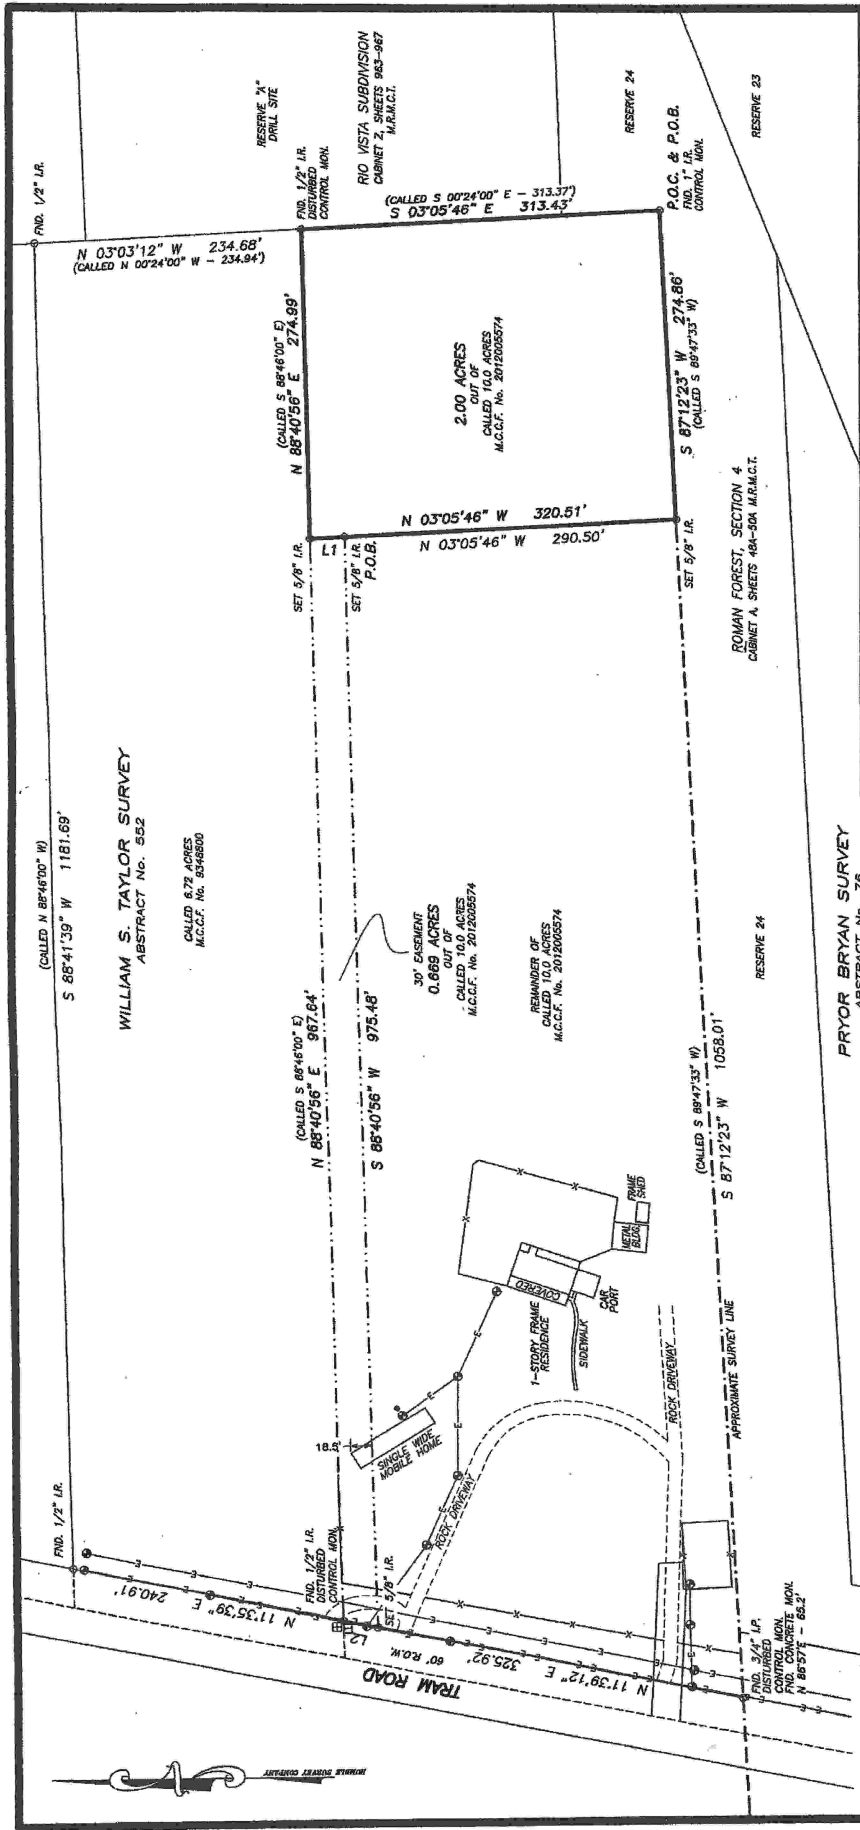 FND. 1/2" I.R.
RESERVE "A"
DRILL SITE
N 03°03'12" W 234.68'
(CALLED N 00°24'00" W - 234.94')
FND. 1/2" I.R.
DISTURBED
CONTROL MON.
RIO VISTA SUBDIVISION
CABINET Z, SHEETS 963-967
M.R.M.C.T.
RESERVE 24
RESERVE 23
(CALLED S 00°24'00" E - 313.37')
S 03°05'46" E 313.43'
P.O.C. & P.O.B.
FND. 1" I.R.
CONTROL MON.
(CALLED S 88°46'00" E)
N 88°40'56" E 274.99'
2.00 ACRES
OUT OF
CALLED 10.0 ACRES
M.C.C.F. No. 2012005574
S 87°12'23" W 274.86'
(CALLED S 89°47'33" W)
N 03°05'46" W 320.51'
N 03°05'46" W 290.50'
SET 5/8" I.R.
L1
SET 5/8" I.R.
P.O.B.
SET 5/8" I.R.
ROMAN FOREST, SECTION 4
CABINET A, SHEETS 48A-50A M.R.M.C.T.
(CALLED N 88°46'00" W)
S 88°41'39" W 1181.69'
WILLIAM S. TAYLOR SURVEY
ABSTRACT No. 552
CALLED 6.72 ACRES
M.C.C.F. No. 9348800
30' EASEMENT
0.669 ACRES
OUT OF
CALLED 10.0 ACRES
M.C.C.F. No. 2012005574
REMAINDER OF
CALLED 10.0 ACRES
M.C.C.F. No. 2012005574
RESERVE 24
PRYOR BRYAN SURVEY
ABSTRACT No. 76
(CALLED S 88°46'00" E)
N 88°40'56" E 967.64'
S 88°40'56" W 975.48'
(CALLED S 89°47'33" W)
S 87°12'23" W 1058.01'
FRAME
SHED
METAL
BLDG.
COVERED
CAR
PORT
1-STORY FRAME
RESIDENCE
SIDEWALK
ROCK DRIVEWAY
APPROXIMATE SURVEY LINE
18.5'
SINGLE WIDE
MOBILE HOME
ROCK DRIVEWAY
FND. 1/2" I.R.
FND. 1/2" I.R.
DISTURBED
CONTROL MON.
SET 5/8" I.R.
N 11°35'39" E 240.91'
L2
60' R.O.W.
N 11°39'12" E 325.92'
TRAM ROAD
FND. 3/4" I.P.
DISTURBED
CONTROL MON.
FND. CONCRETE MON.
N 86°57'E - 65.2'
HUMBLE SURVEY COMPANY